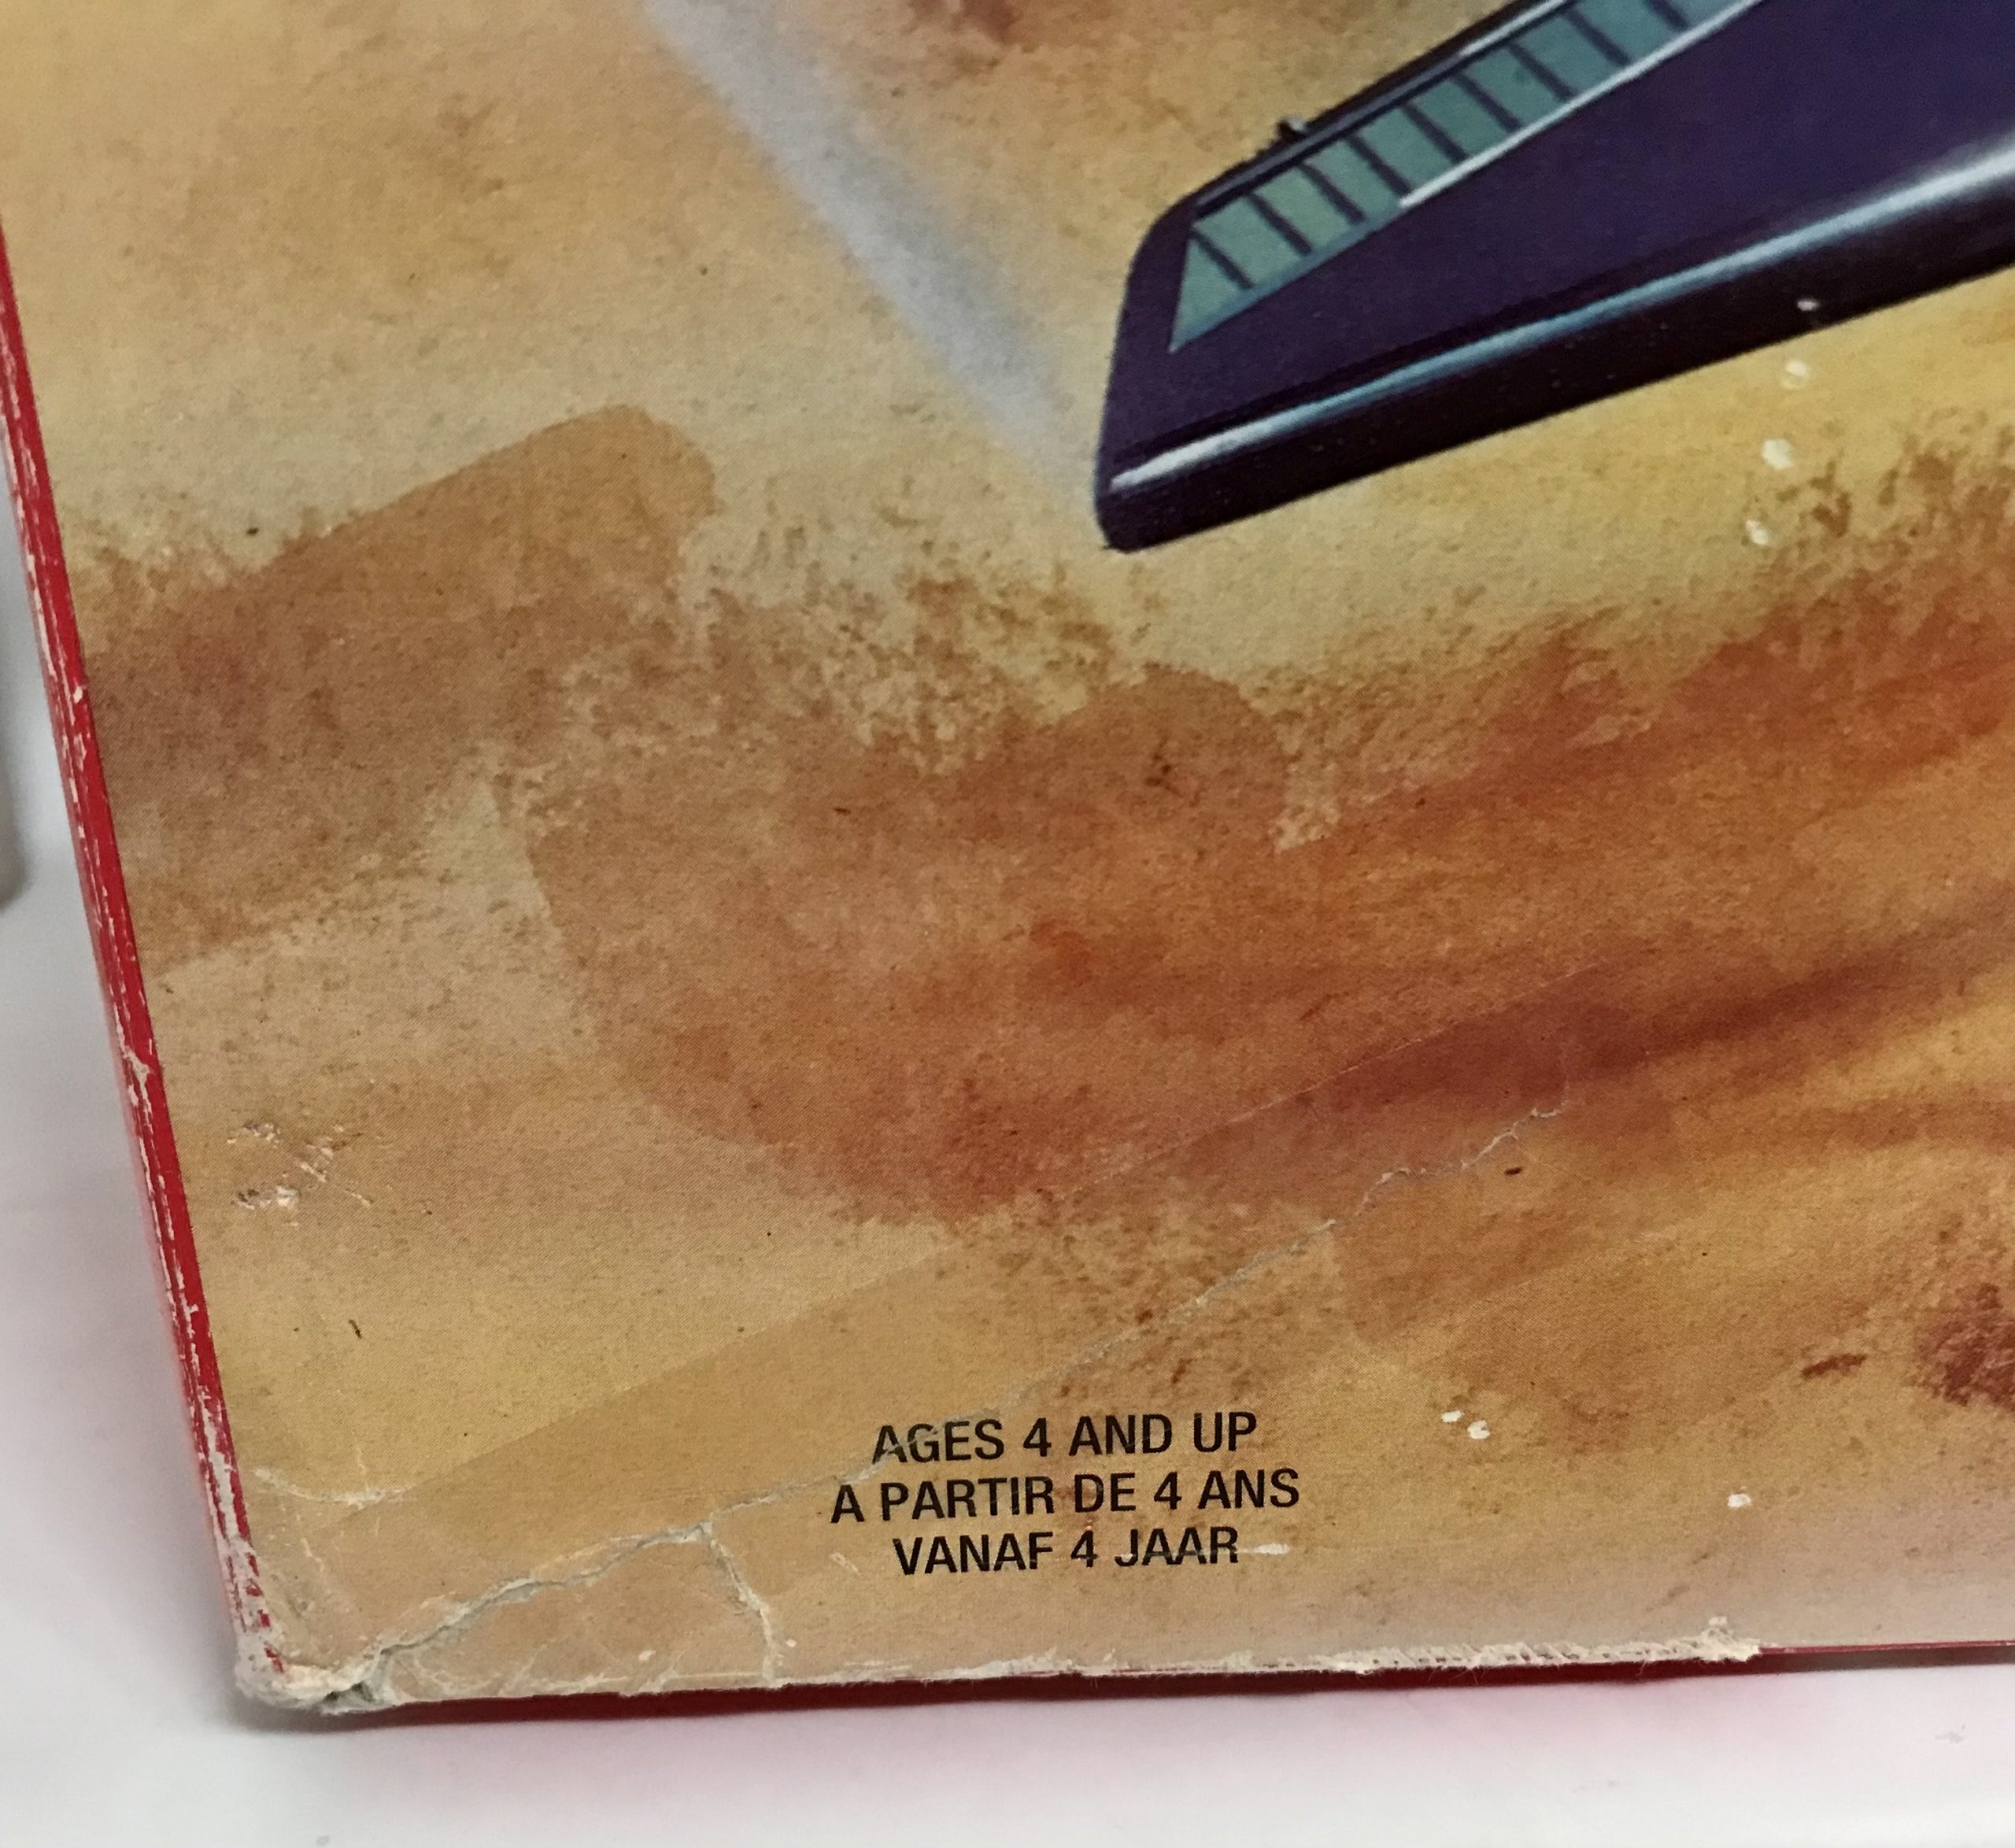 AGES 4 AND UP
A PARTIR DE 4 ANS
VANAF 4 JAAR